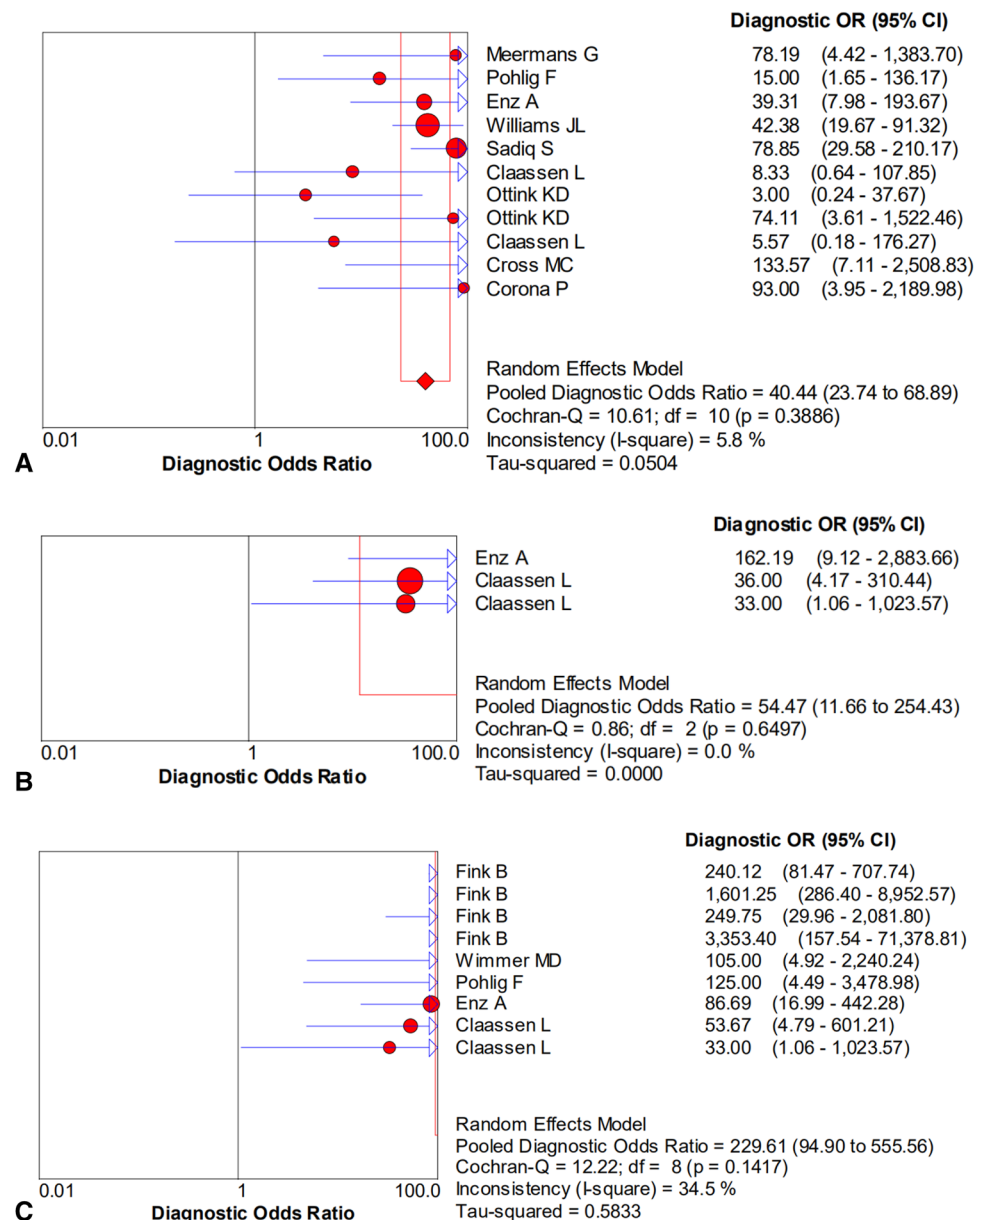 Diagnostic OR (95% CI)
Meermans G 78.19 (4.42 - 1,383.70)
Pohlig F 15.00 (1.65 - 136.17)
Enz A 39.31 (7.98 - 193.67)
Williams JL 42.38 (19.67 - 91.32)
Sadiq S 78.85 (29.58 - 210.17)
Claassen L 8.33 (0.64 - 107.85)
Ottink KD 3.00 (0.24 - 37.67)
Ottink KD 74.11 (3.61 - 1,522.46)
Claassen L 5.57 (0.18 - 176.27)
Cross MC 133.57 (7.11 - 2,508.83)
Corona P 93.00 (3.95 - 2,189.98)
Random Effects Model
Pooled Diagnostic Odds Ratio = 40.44 (23.74 to 68.89)
Cochran-Q = 10.61; df = 10 (p = 0.3886)
Inconsistency (I-square) = 5.8 %
Tau-squared = 0.0504
0.01 1 100.0
Diagnostic Odds Ratio
A
Diagnostic OR (95% CI)
Enz A 162.19 (9.12 - 2,883.66)
Claassen L 36.00 (4.17 - 310.44)
Claassen L 33.00 (1.06 - 1,023.57)
Random Effects Model
Pooled Diagnostic Odds Ratio = 54.47 (11.66 to 254.43)
Cochran-Q = 0.86; df = 2 (p = 0.6497)
Inconsistency (I-square) = 0.0 %
Tau-squared = 0.0000
0.01 1 100.0
Diagnostic Odds Ratio
B
Diagnostic OR (95% CI)
Fink B 240.12 (81.47 - 707.74)
Fink B 1,601.25 (286.40 - 8,952.57)
Fink B 249.75 (29.96 - 2,081.80)
Fink B 3,353.40 (157.54 - 71,378.81)
Wimmer MD 105.00 (4.92 - 2,240.24)
Pohlig F 125.00 (4.49 - 3,478.98)
Enz A 86.69 (16.99 - 442.28)
Claassen L 53.67 (4.79 - 601.21)
Claassen L 33.00 (1.06 - 1,023.57)
Random Effects Model
Pooled Diagnostic Odds Ratio = 229.61 (94.90 to 555.56)
Cochran-Q = 12.22; df = 8 (p = 0.1417)
Inconsistency (I-square) = 34.5 %
Tau-squared = 0.5833
0.01 1 100.0
Diagnostic Odds Ratio
C